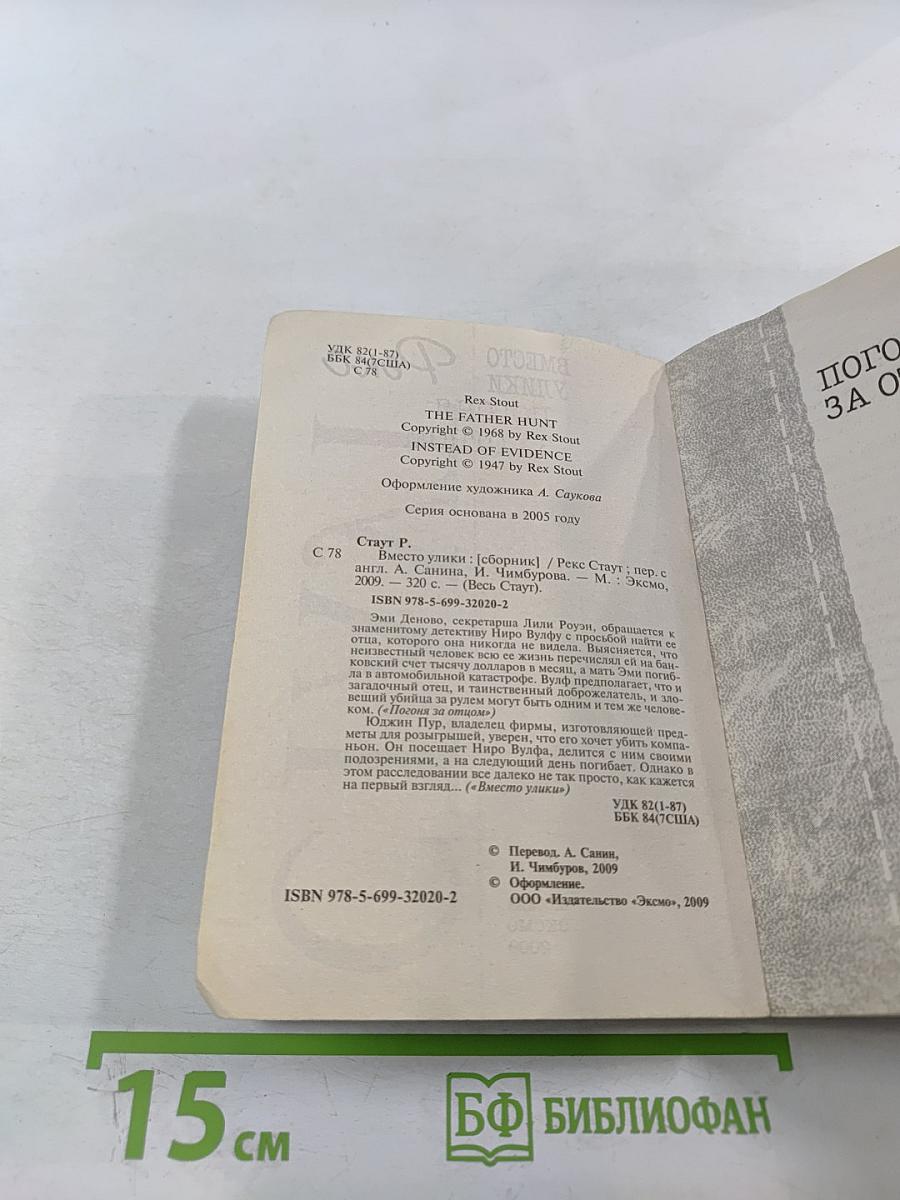 УДК 82(1-87)
ББК 84(7США)
С 78
Rex Stout
THE FATHER HUNT
Copyright © 1968 by Rex Stout
INSTEAD OF EVIDENCE
Copyright © 1947 by Rex Stout
Оформление художника А. Саукова
Серия основана в 2005 году
Стаут Р.
С 78 Вместо улики : [сборник] / Рекс Стаут ; пер. с
англ. А. Санина, И. Чимбурова. — М. : Эксмо,
2009. — 320 с. — (Весь Стаут).
ISBN 978-5-699-32020-2
Эми Деново, секретарша Лили Роуэн, обращается к
знаменитому детективу Ниро Вулфу с просьбой найти ее
отца, которого она никогда не видела. Выясняется, что
неизвестный человек всю ее жизнь перечислял ей на бан-
ковский счет тысячу долларов в месяц, а мать Эми погиб-
ла в автомобильной катастрофе. Вулф предполагает, что и
загадочный отец, и таинственный доброжелатель, и зло-
вещий убийца за рулем могут быть одним и тем же челове-
ком. («Погоня за отцом»)
Юджин Пур, владелец фирмы, изготовляющей пред-
меты для розыгрышей, уверен, что его хочет убить компа-
ньон. Он посещает Ниро Вулфа, делится с ним своими
подозрениями, а на следующий день погибает. Однако в
этом расследовании все далеко не так просто, как кажется
на первый взгляд... («Вместо улики»)
УДК 82(1-87)
ББК 84(7США)
© Перевод. А. Санин,
И. Чимбуров, 2009
© Оформление.
ISBN 978-5-699-32020-2 ООО «Издательство «Эксмо», 2009
ПОГО
ЗА О
15 см
БФ БИБЛИОФАН